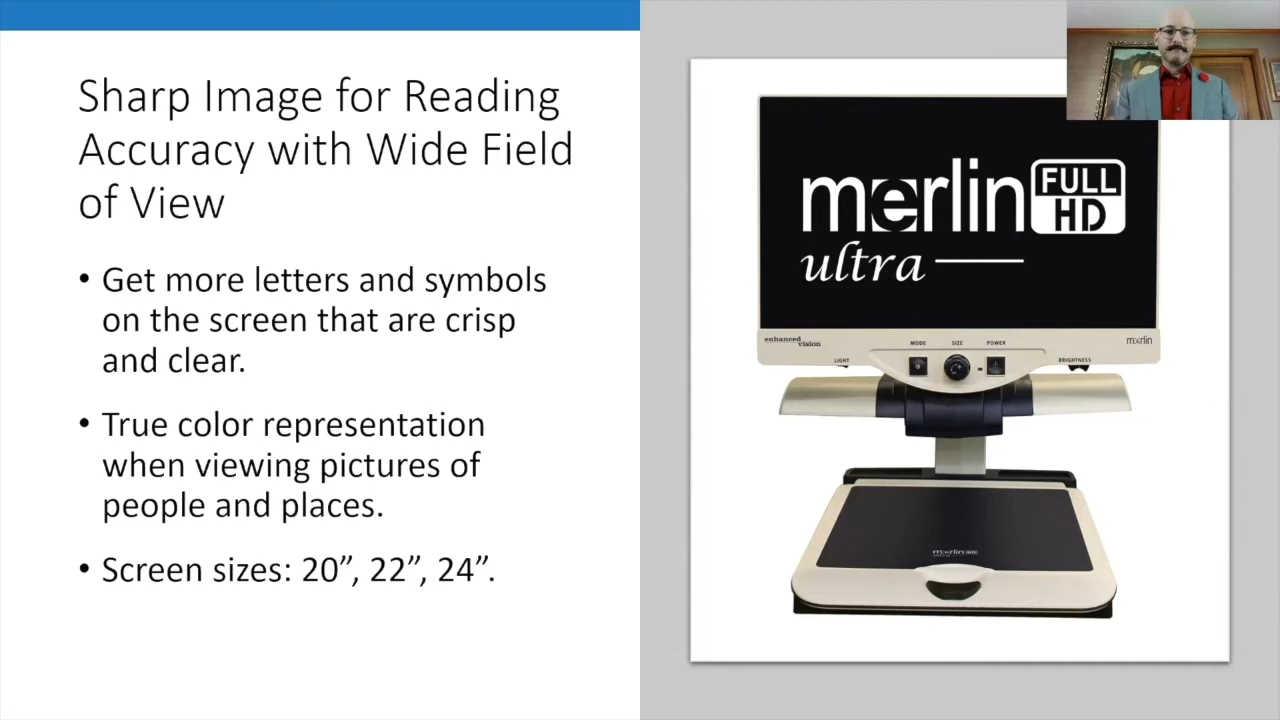 Sharp Image for Reading
Accuracy with Wide Field
of View
• Get more letters and symbols
on the screen that are crisp
and clear.
• True color representation
when viewing pictures of
people and places.
• Screen sizes: 20”, 22”, 24”.
merlin FULL
HD
ultra
enhanced
vision
MODE SIZE POWER
merlin
LIGHT
BRIGHTNESS
merlin